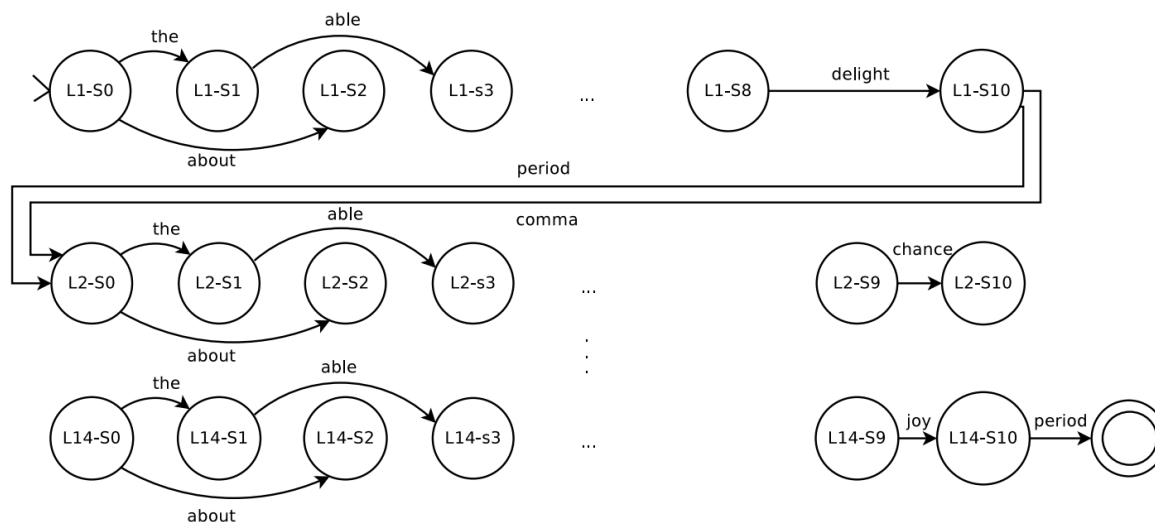 the able
L1-S0 L1-S1 L1-S2 L1-s3 ... L1-S8 delight L1-S10
about
period
comma
the able
L2-S0 L2-S1 L2-S2 L2-s3 ... L2-S9 chance L2-S10
about
.
.
.
the able
L14-S0 L14-S1 L14-S2 L14-s3 ... L14-S9 joy L14-S10 period
about